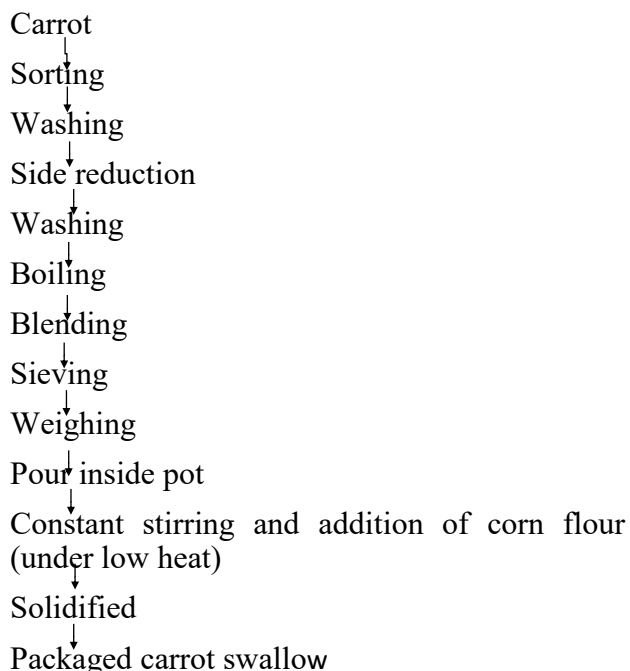 Carrot
Sorting
Washing
Side reduction
Washing
Boiling
Blending
Sieving
Weighing
Pour inside pot
Constant stirring and addition of corn flour
(under low heat)
Solidified
Packaged carrot swallow